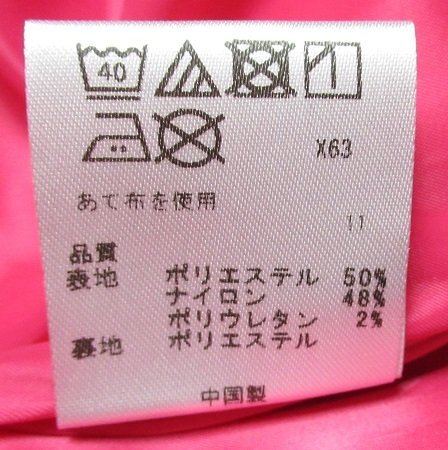 40
X63
あて布を使用
11
品質
表地 ポリエステル 50%
ナイロン 48%
ポリウレタン 2%
裏地 ポリエステル
中国製